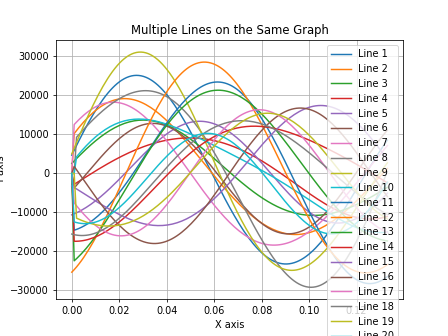 Multiple Lines on the Same Graph
30000
20000
10000
0
−10000
−20000
−30000
0.00
0.02
0.04
0.06
0.08
0.10
X axis
Line 1
Line 2
Line 3
Line 4
Line 5
Line 6
Line 7
Line 8
Line 9
Line 10
Line 11
Line 12
Line 13
Line 14
Line 15
Line 16
Line 17
Line 18
Line 19
Line 20